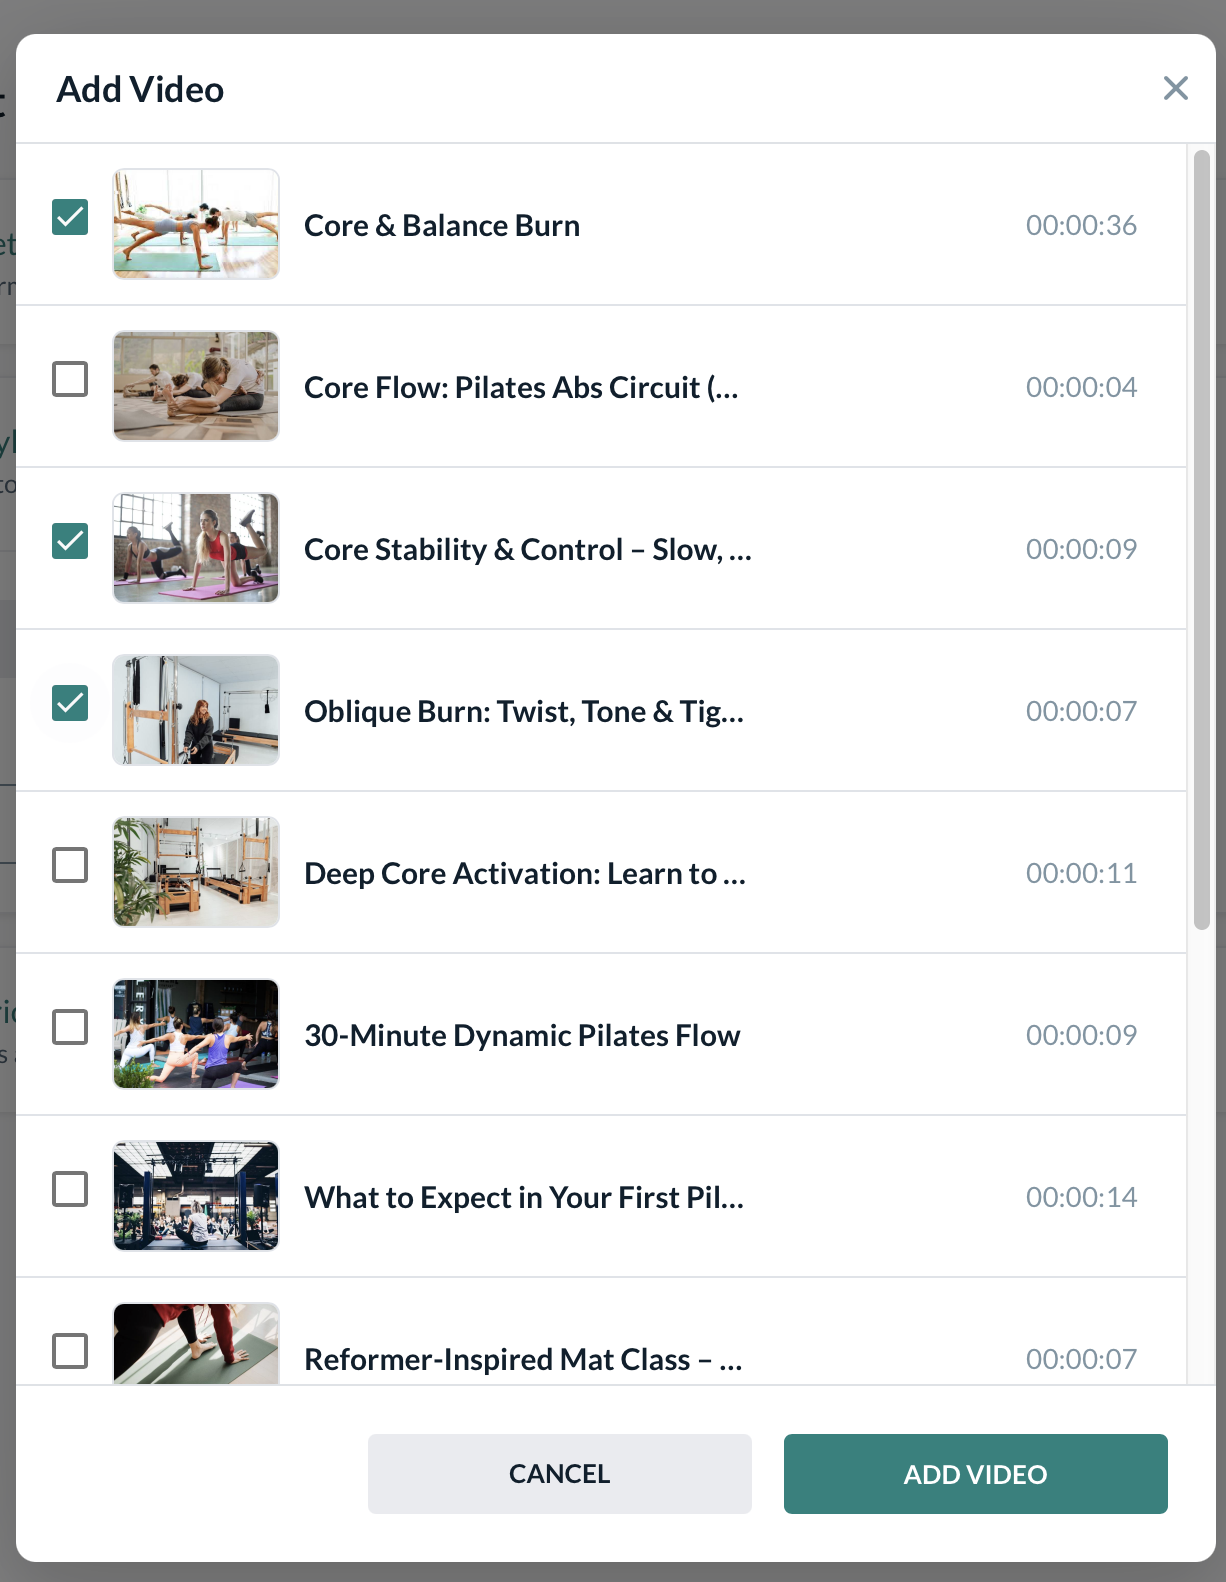 Add Video
Core & Balance Burn
00:00:36
Core Flow: Pilates Abs Circuit (...
00:00:04
Core Stability & Control – Slow, ...
00:00:09
Oblique Burn: Twist, Tone & Tig...
00:00:07
Deep Core Activation: Learn to ...
00:00:11
30-Minute Dynamic Pilates Flow
00:00:09
What to Expect in Your First Pil...
00:00:14
Reformer-Inspired Mat Class – ...
00:00:07
CANCEL
ADD VIDEO